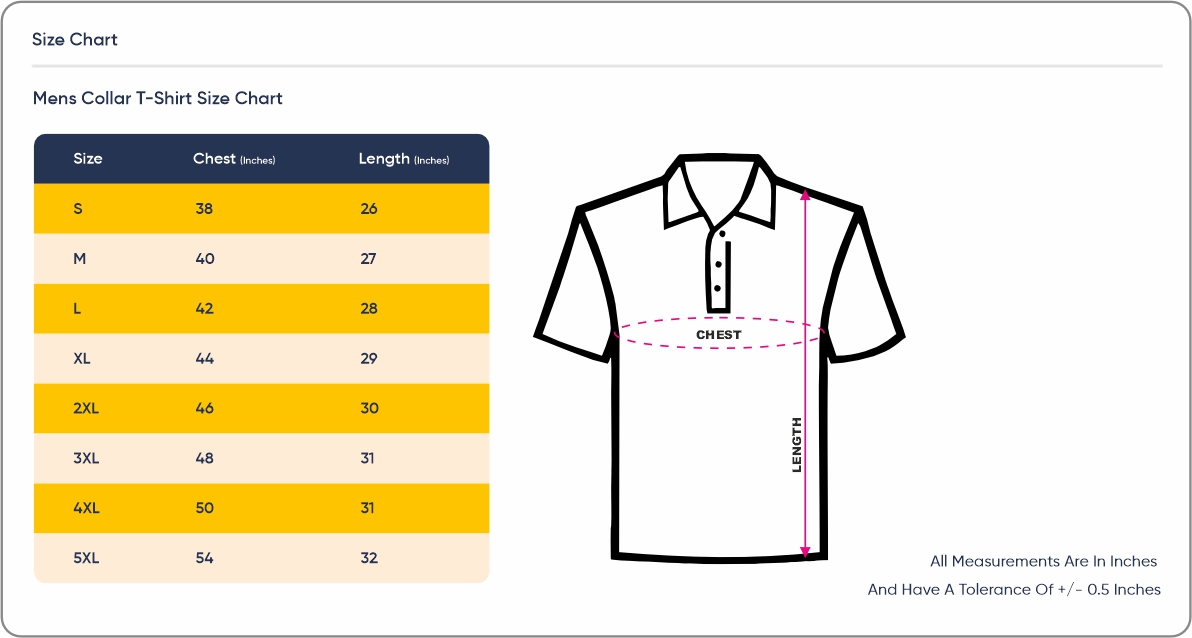 Size Chart
Mens Collar T-Shirt Size Chart
Size Chest (Inches) Length (Inches)
S 38 26
M 40 27
L 42 28
XL 44 29
2XL 46 30
3XL 48 31
4XL 50 31
5XL 54 32
CHEST
LENGTH
All Measurements Are In Inches
And Have A Tolerance Of +/- 0.5 Inches